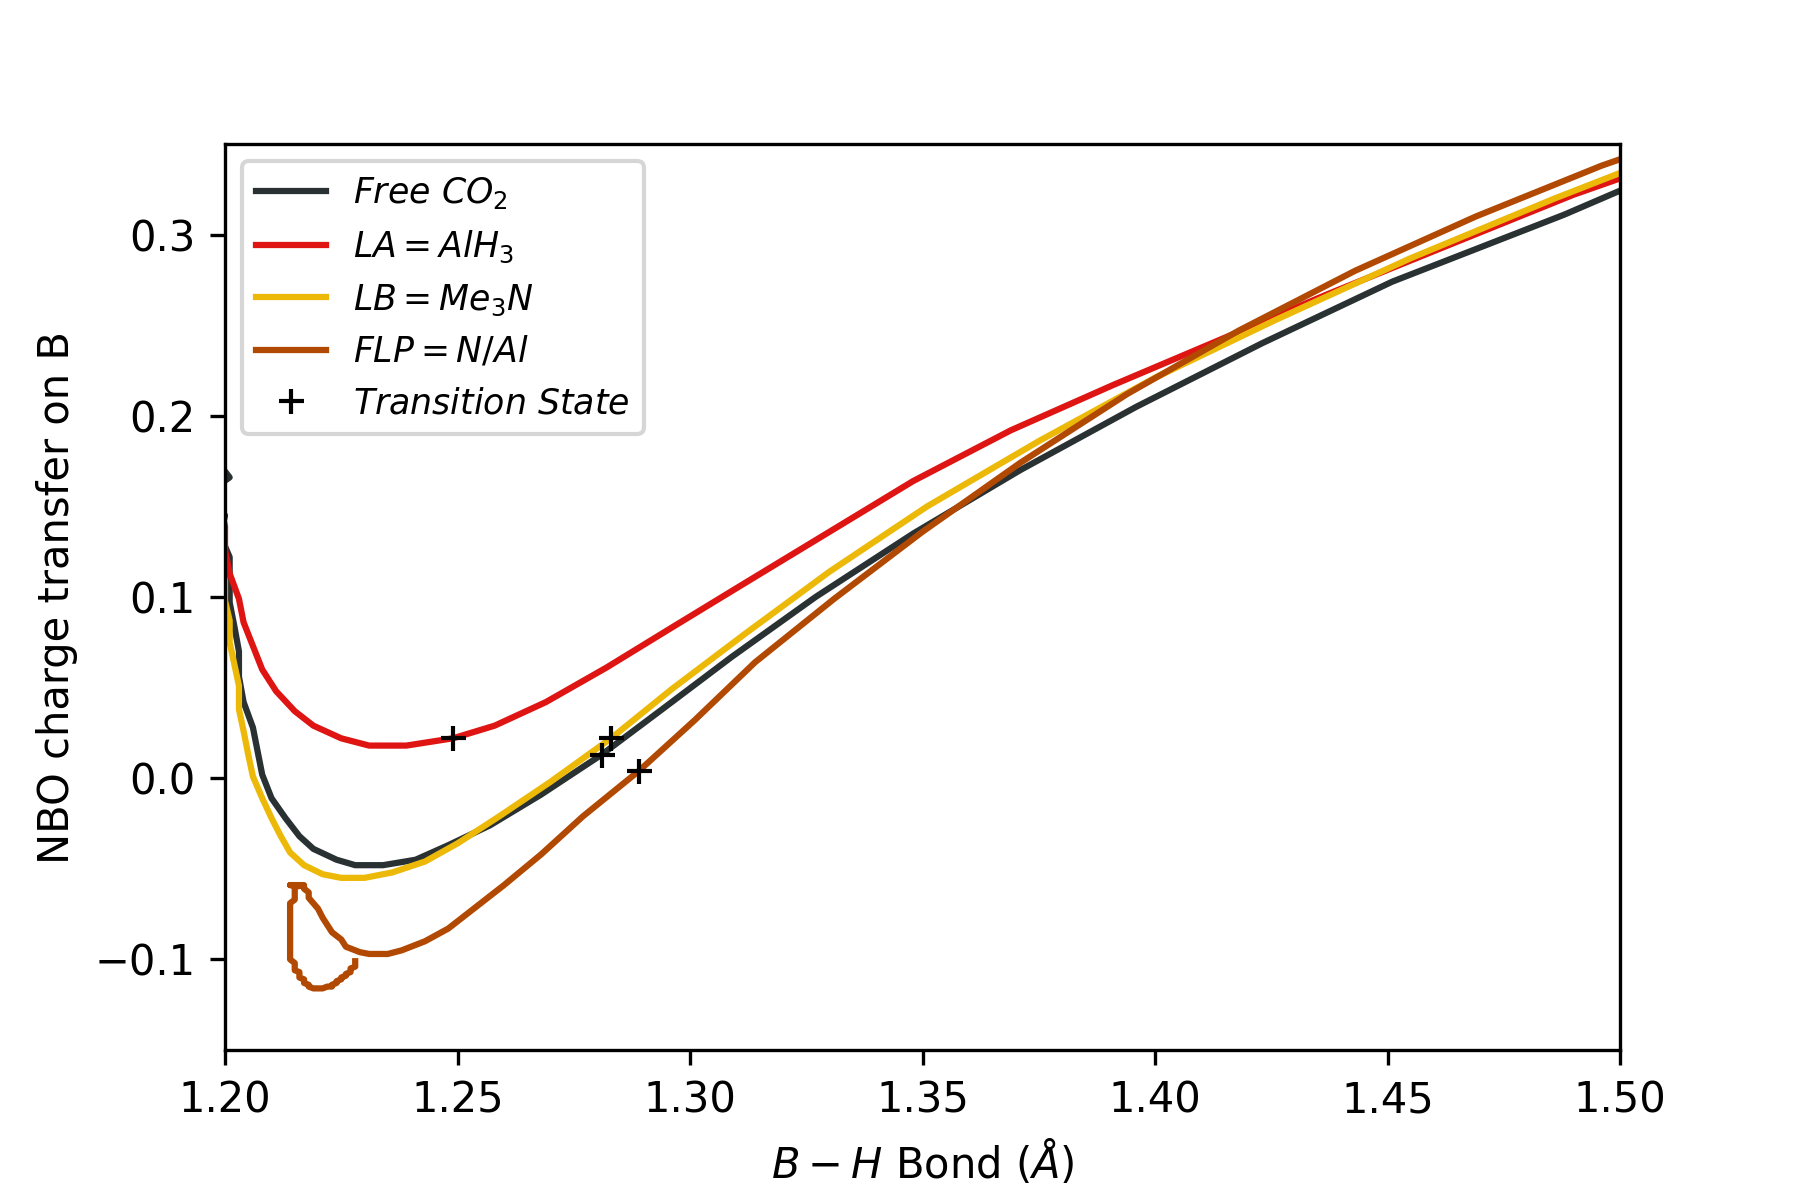 Free CO₂
LA = AlH₃
LB = Me₃N
FLP = N/Al
Transition State
NBO charge transfer on B
0.3
0.2
0.1
0.0
−0.1
1.20 1.25 1.30 1.35 1.40 1.45 1.50
B − H Bond (Å)